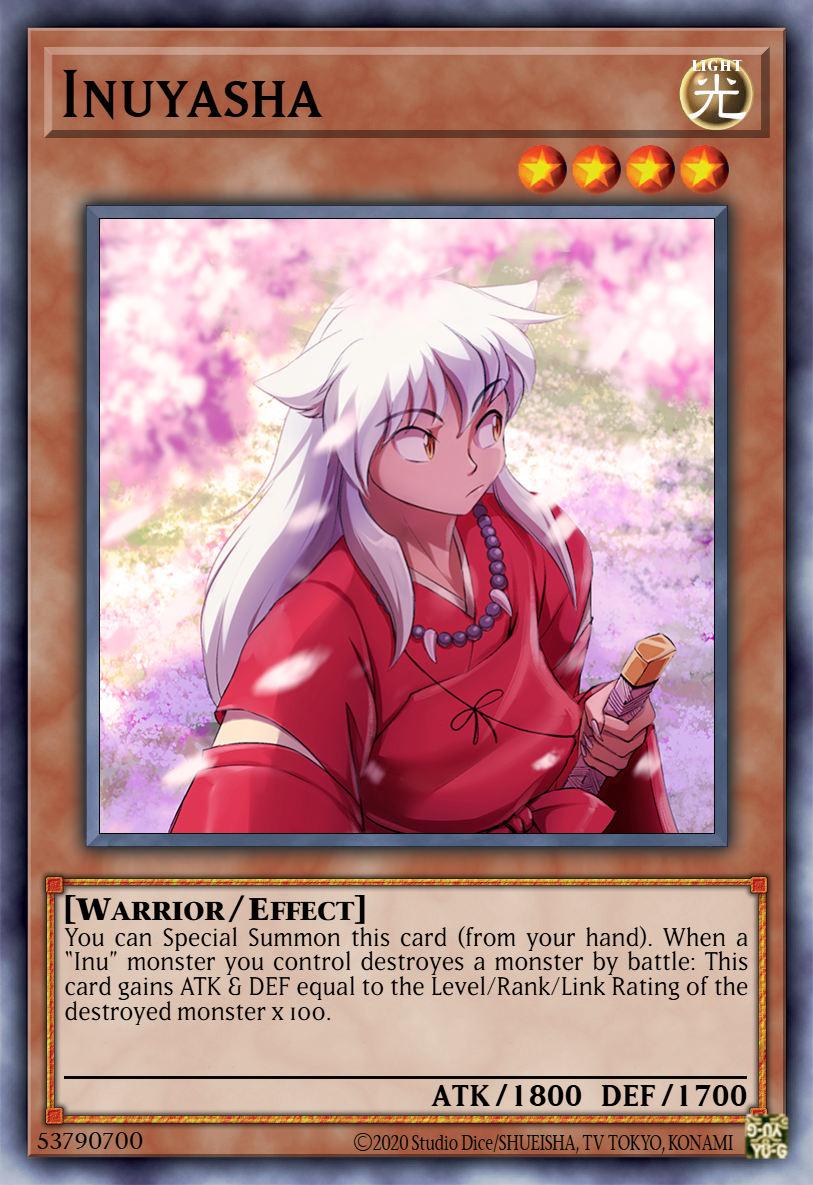 Inuyasha
LIGHT
光
[Warrior/Effect]
You can Special Summon this card (from your hand). When a
"Inu" monster you control destroyes a monster by battle: This
card gains ATK & DEF equal to the Level/Rank/Link Rating of the
destroyed monster x 100.
ATK/1800 DEF/1700
53790700
©2020 Studio Dice/SHUEISHA, TV TOKYO, KONAMI